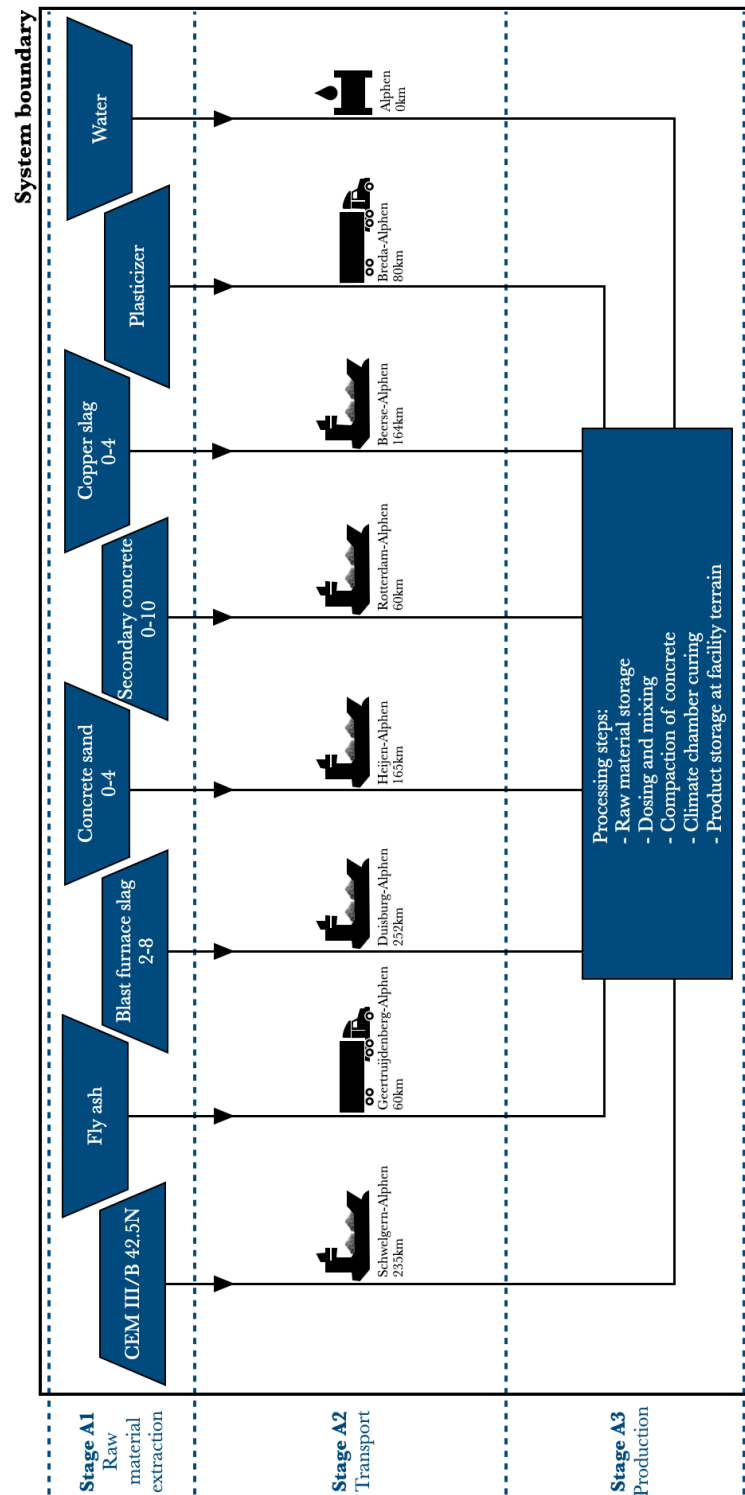 System boundary
Stage A1
Raw
material
extraction
CEM III/B 42.5N
Fly ash
Blast furnace slag
2-8
Concrete sand
0-4
Secondary concrete
0-10
Copper slag
0-4
Plasticizer
Water
Stage A2
Transport
Schwelgern-Alphen
235km
Geertruijdenberg-Alphen
60km
Duisburg-Alphen
252km
Heijen-Alphen
165km
Rotterdam-Alphen
60km
Beerse-Alphen
164km
Breda-Alphen
80km
Alphen
0km
Stage A3
Production
Processing steps:
- Raw material storage
- Dosing and mixing
- Compaction of concrete
- Climate chamber curing
- Product storage at facility terrain